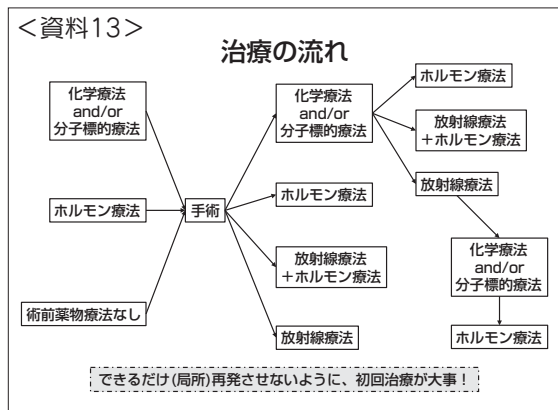 ＜資料13＞
治療の流れ
化学療法
and/or
分子標的療法
ホルモン療法
術前薬物療法なし
手術
化学療法
and/or
分子標的療法
ホルモン療法
放射線療法
＋ホルモン療法
放射線療法
ホルモン療法
放射線療法
＋ホルモン療法
放射線療法
化学療法
and/or
分子標的療法
ホルモン療法
できるだけ(局所)再発させないように、初回治療が大事！